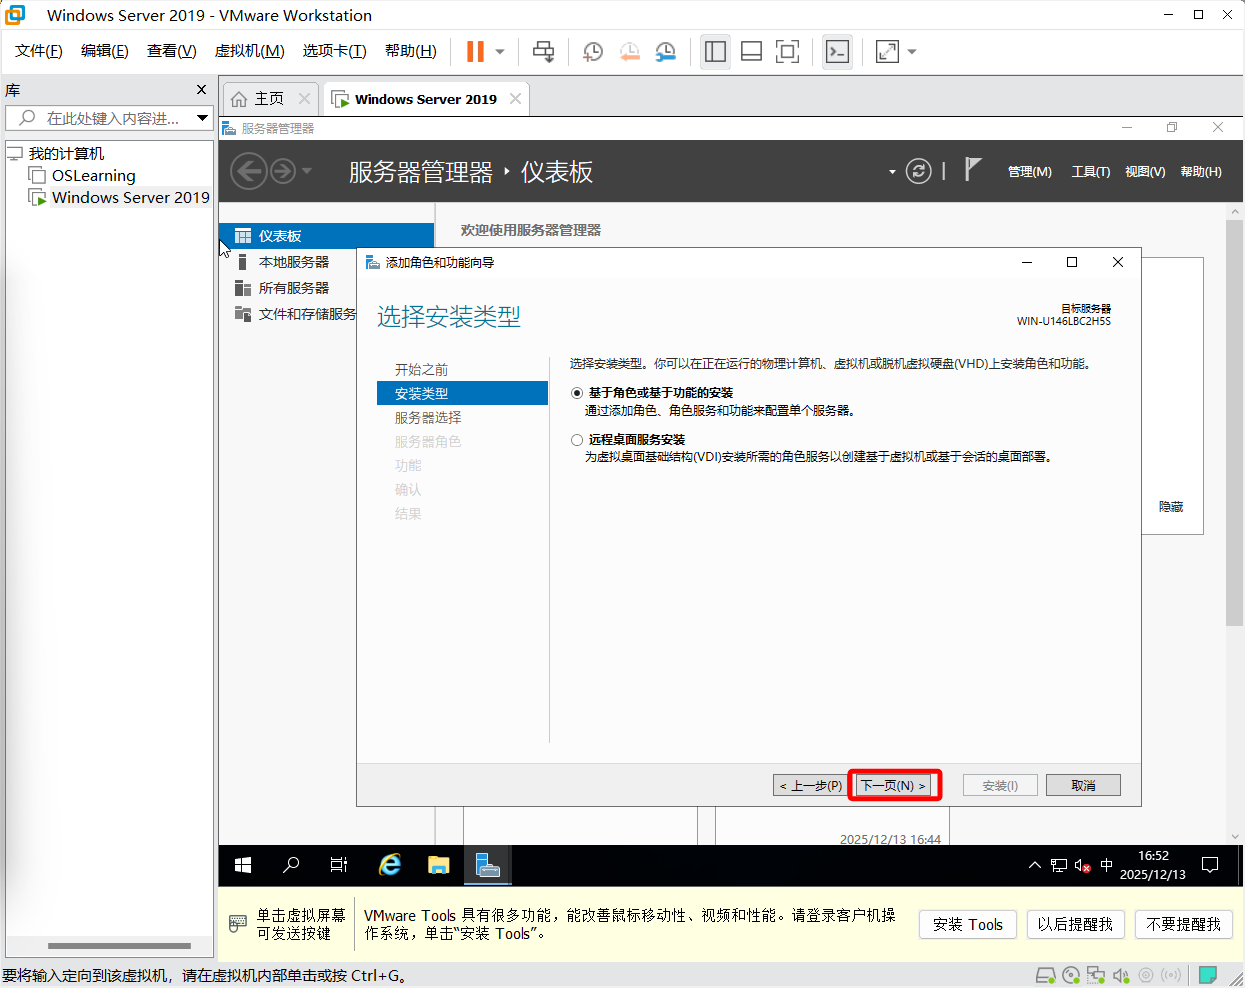 Windows Server 2019 - VMware Workstation
文件(F) 编辑(E) 查看(V) 虚拟机(M) 选项卡(T) 帮助(H)
库
在此处键入内容进...
我的计算机
OSLearning
Windows Server 2019
主页
Windows Server 2019
服务器管理器
服务器管理器 · 仪表板
管理(M) 工具(T) 视图(V) 帮助(H)
仪表板
本地服务器
所有服务器
文件和存储服务
欢迎使用服务器管理器
添加角色和功能向导
选择安装类型
目标服务器
WIN-U146LBC2H5S
开始之前
安装类型
服务器选择
服务器角色
功能
确认
结果
选择安装类型。你可以在正在运行的物理计算机、虚拟机或脱机虚拟硬盘(VHD)上安装角色和功能。
基于角色或基于功能的安装
通过添加角色、角色服务和功能来配置单个服务器。
远程桌面服务安装
为虚拟桌面基础结构(VDI)安装所需的角色服务以创建基于虚拟机或基于会话的桌面部署。
隐藏
< 上一步(P)
下一页(N) >
安装(I)
取消
2025/12/13 16:44
中
16:52
2025/12/13
单击虚拟屏幕
可发送按键
VMware Tools 具有很多功能，能改善鼠标移动性、视频和性能。请登录客户机操
作系统，单击“安装 Tools”。
安装 Tools
以后提醒我
不要提醒我
要将输入定向到该虚拟机，请在虚拟机内部单击或按 Ctrl+G。